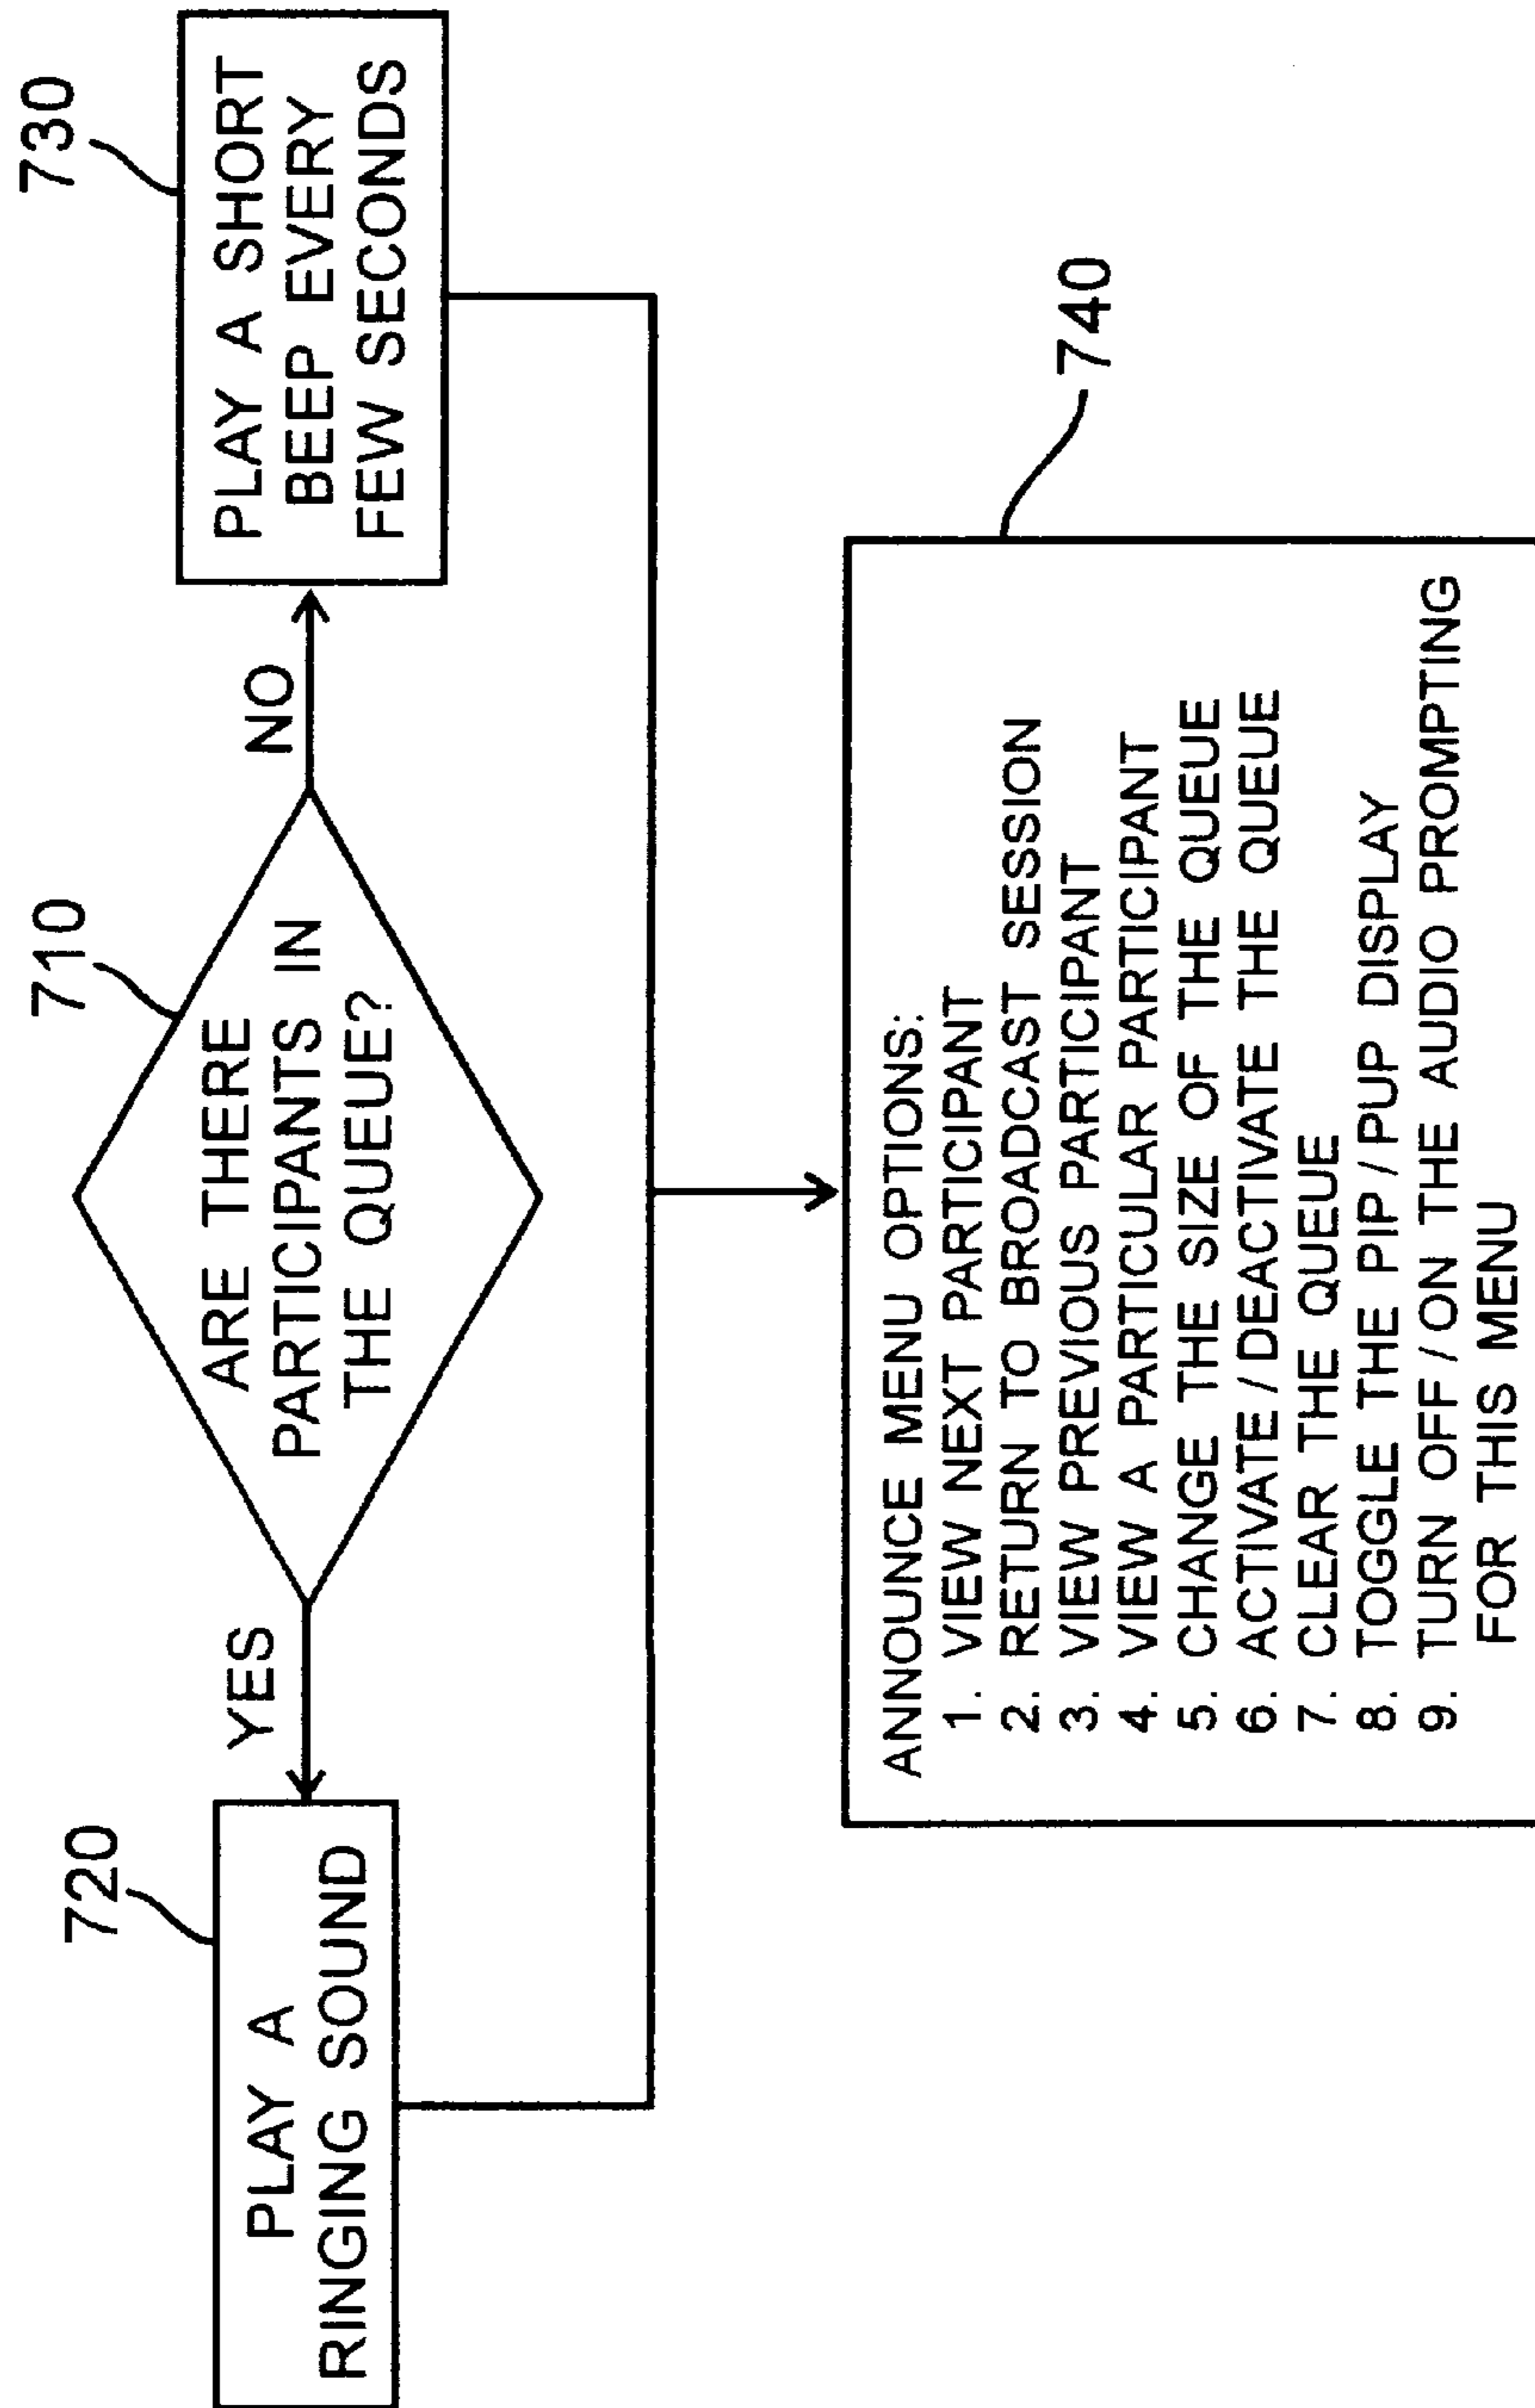 710
ARE THERE
PARTICIPANTS IN
THE QUEUE?
YES
NO
720
PLAY A
RINGING SOUND
730
PLAY A SHORT
BEEP EVERY
FEW SECONDS
740
ANNOUNCE MENU OPTIONS:
1. VIEW NEXT PARTICIPANT
2. RETURN TO BROADCAST SESSION
3. VIEW PREVIOUS PARTICIPANT
4. VIEW A PARTICULAR PARTICIPANT
5. CHANGE THE SIZE OF THE QUEUE
6. ACTIVATE / DEACTIVATE THE QUEUE
7. CLEAR THE QUEUE
8. TOGGLE THE PIP / PUP DISPLAY
9. TURN OFF / ON THE AUDIO PROMPTING
FOR THIS MENU